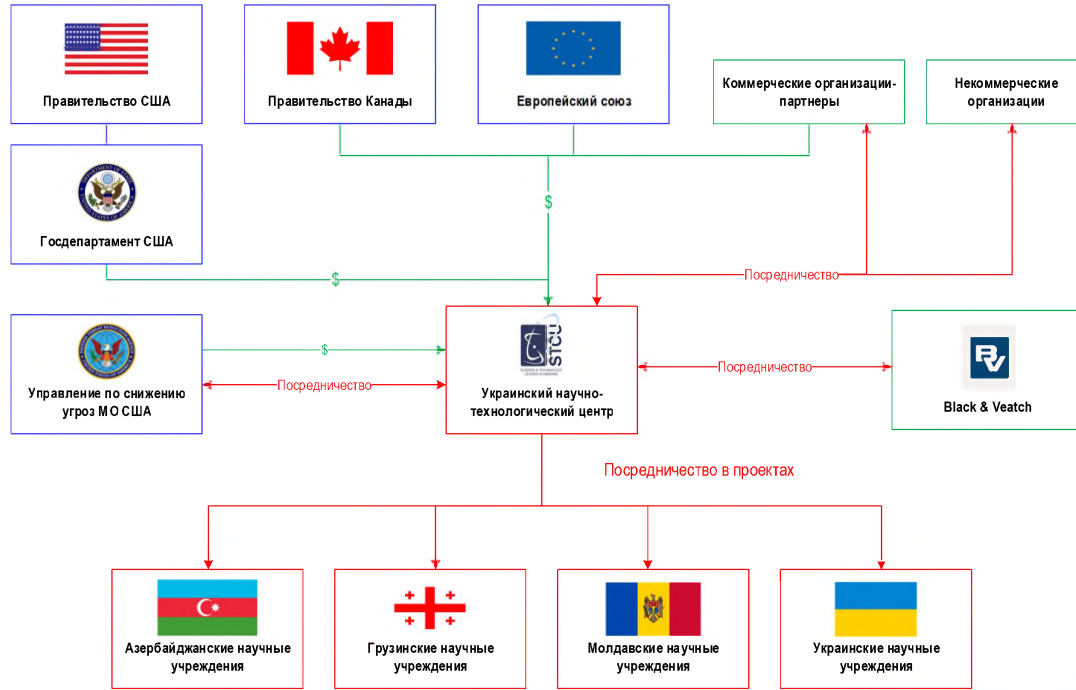 Правительство США
Правительство Канады
Европейский союз
Коммерческие организации-
партнеры
Некоммерческие
организации
Госдепартамент США
$
$
Посредничество
Управление по снижению
угроз МО США
$
Посредничество
STCU
Украинский научно-
технологический центр
Посредничество
BV
Black & Veatch
Посредничество в проектах
Азербайджанские научные
учреждения
Грузинские научные
учреждения
Молдавские научные
учреждения
Украинские научные
учреждения